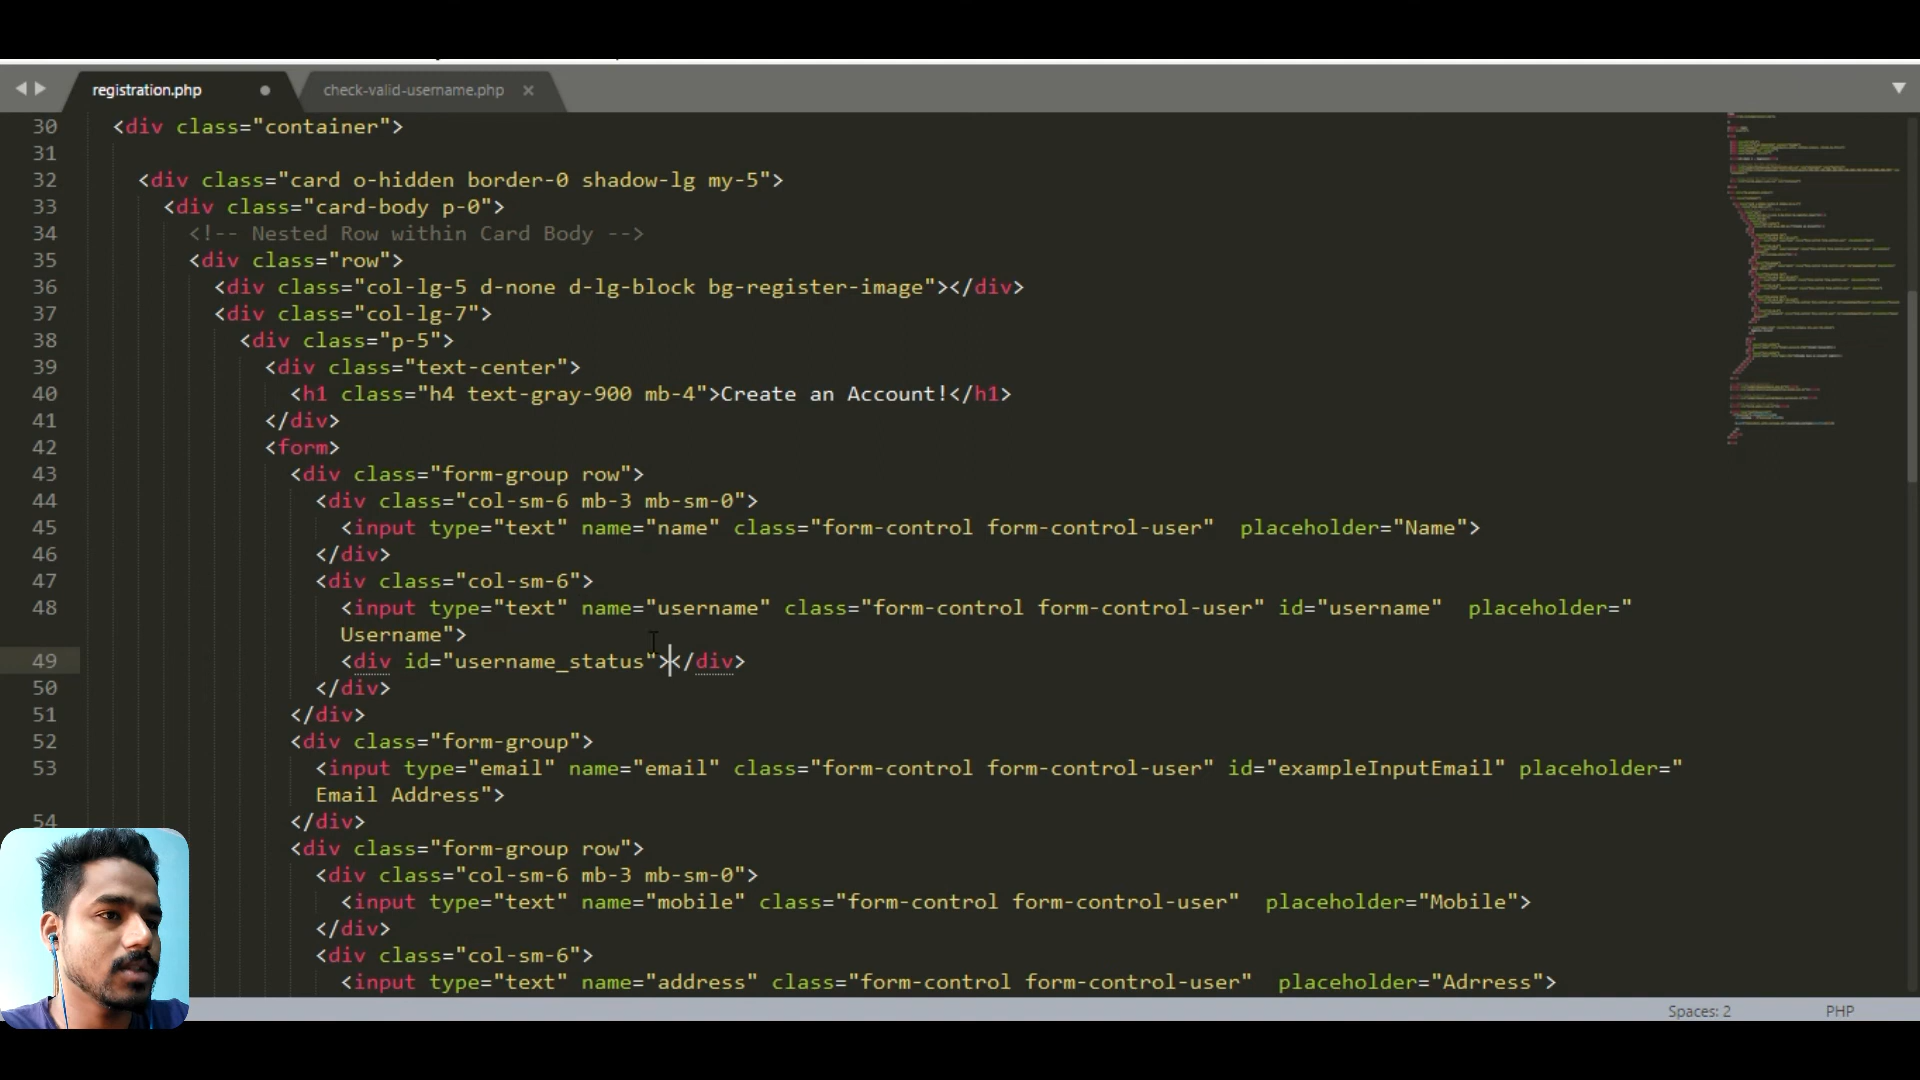 registration.php
check-valid-username.php
30 <div class="container">
31
32 <div class="card o-hidden border-0 shadow-lg my-5">
33 <div class="card-body p-0">
34 <!-- Nested Row within Card Body -->
35 <div class="row">
36 <div class="col-lg-5 d-none d-lg-block bg-register-image"></div>
37 <div class="col-lg-7">
38 <div class="p-5">
39 <div class="text-center">
40 <h1 class="h4 text-gray-900 mb-4">Create an Account!</h1>
41 </div>
42 <form>
43 <div class="form-group row">
44 <div class="col-sm-6 mb-3 mb-sm-0">
45 <input type="text" name="name" class="form-control form-control-user"  placeholder="Name">
46 </div>
47 <div class="col-sm-6">
48 <input type="text" name="username" class="form-control form-control-user" id="username"  placeholder="
Username">
49 <div id="username_status"></div>
50 </div>
51 </div>
52 <div class="form-group">
53 <input type="email" name="email" class="form-control form-control-user" id="exampleInputEmail" placeholder="
Email Address">
54 </div>
<div class="form-group row">
<div class="col-sm-6 mb-3 mb-sm-0">
<input type="text" name="mobile" class="form-control form-control-user"  placeholder="Mobile">
</div>
<div class="col-sm-6">
<input type="text" name="address" class="form-control form-control-user"  placeholder="Adrress">
Spaces: 2 PHP